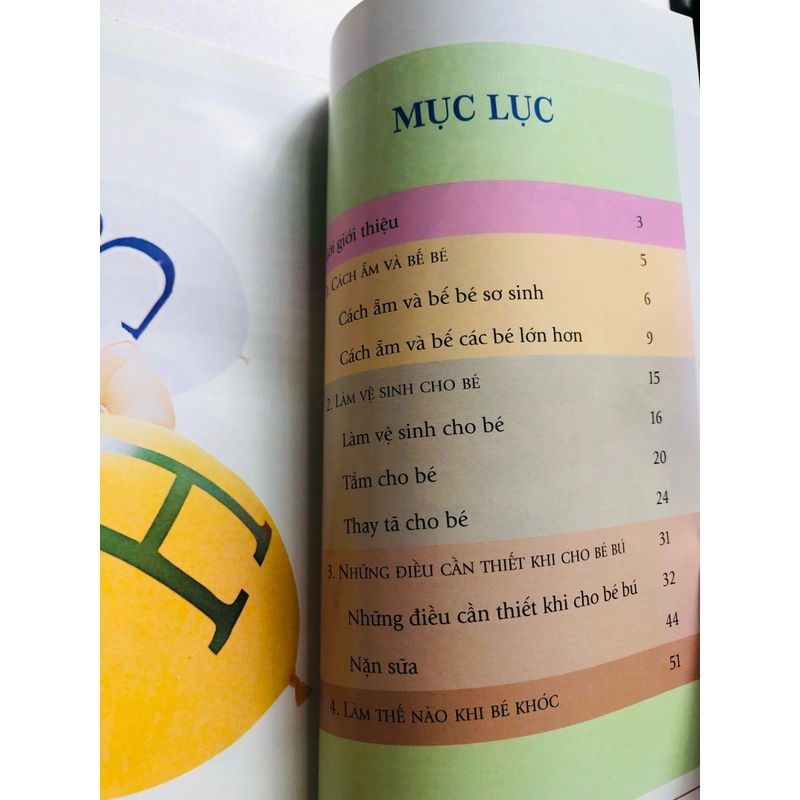 MỤC LỤC
giới thiệu 3
CÁCH ẴM VÀ BẾ BÉ 5
Cách ẵm và bế bé sơ sinh 6
Cách ẵm và bế các bé lớn hơn 9
2. LÀM VỆ SINH CHO BÉ 15
Làm vệ sinh cho bé 16
Tắm cho bé 20
Thay tã cho bé 24
3. NHỮNG ĐIỀU CẦN THIẾT KHI CHO BÉ BÚ 31
Những điều cần thiết khi cho bé bú 32
Nặn sữa 44
4. LÀM THẾ NÀO KHI BÉ KHÓC 51
H